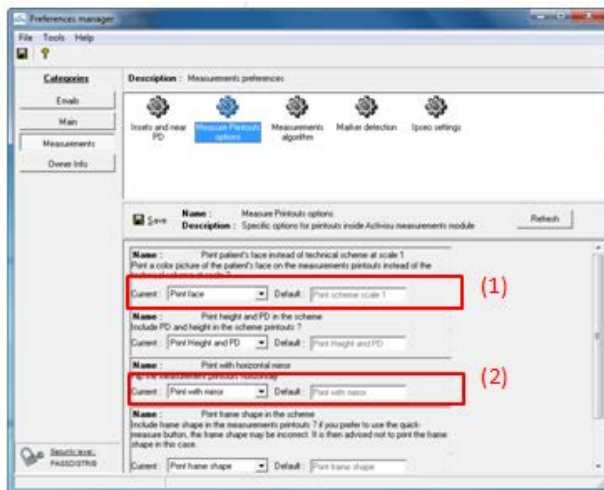 Preferences manager
File Tools Help
Categories
Emails
Main
Measurements
Owner Info
Description : Measurements preferences
Insets and near PD
Measure Printouts options
Measurements algorithm
Marker detection
Ipseo settings
Save
Name : Measure Printouts options
Description : Specific options for printouts inside Activisu measurements module
Refresh
Name : Print patient's face instead of technical scheme at scale 1
Print a color picture of the patient's face on the measurements printouts instead of the
technical scheme at scale
Current : Print face Default : Print scheme scale 1
(1)
Name : Print height and PD in the scheme
Include PD and height in the scheme printouts ?
Current : Print Height and PD Default : Print Height and PD
Name : Print with horizontal mirror
the measurement printouts horizontally
Current : Print with mirror Default : Print with mirror
(2)
Name : Print frame shape in the scheme
Include frame shape in the measurements printouts ? if you prefer to use the quick-
measure button, the frame shape may be incorrect. It is then advised not to print the frame
shape in this case.
Current : Print frame shape Default : Print frame shape
Security level :
PASSDISTRIB